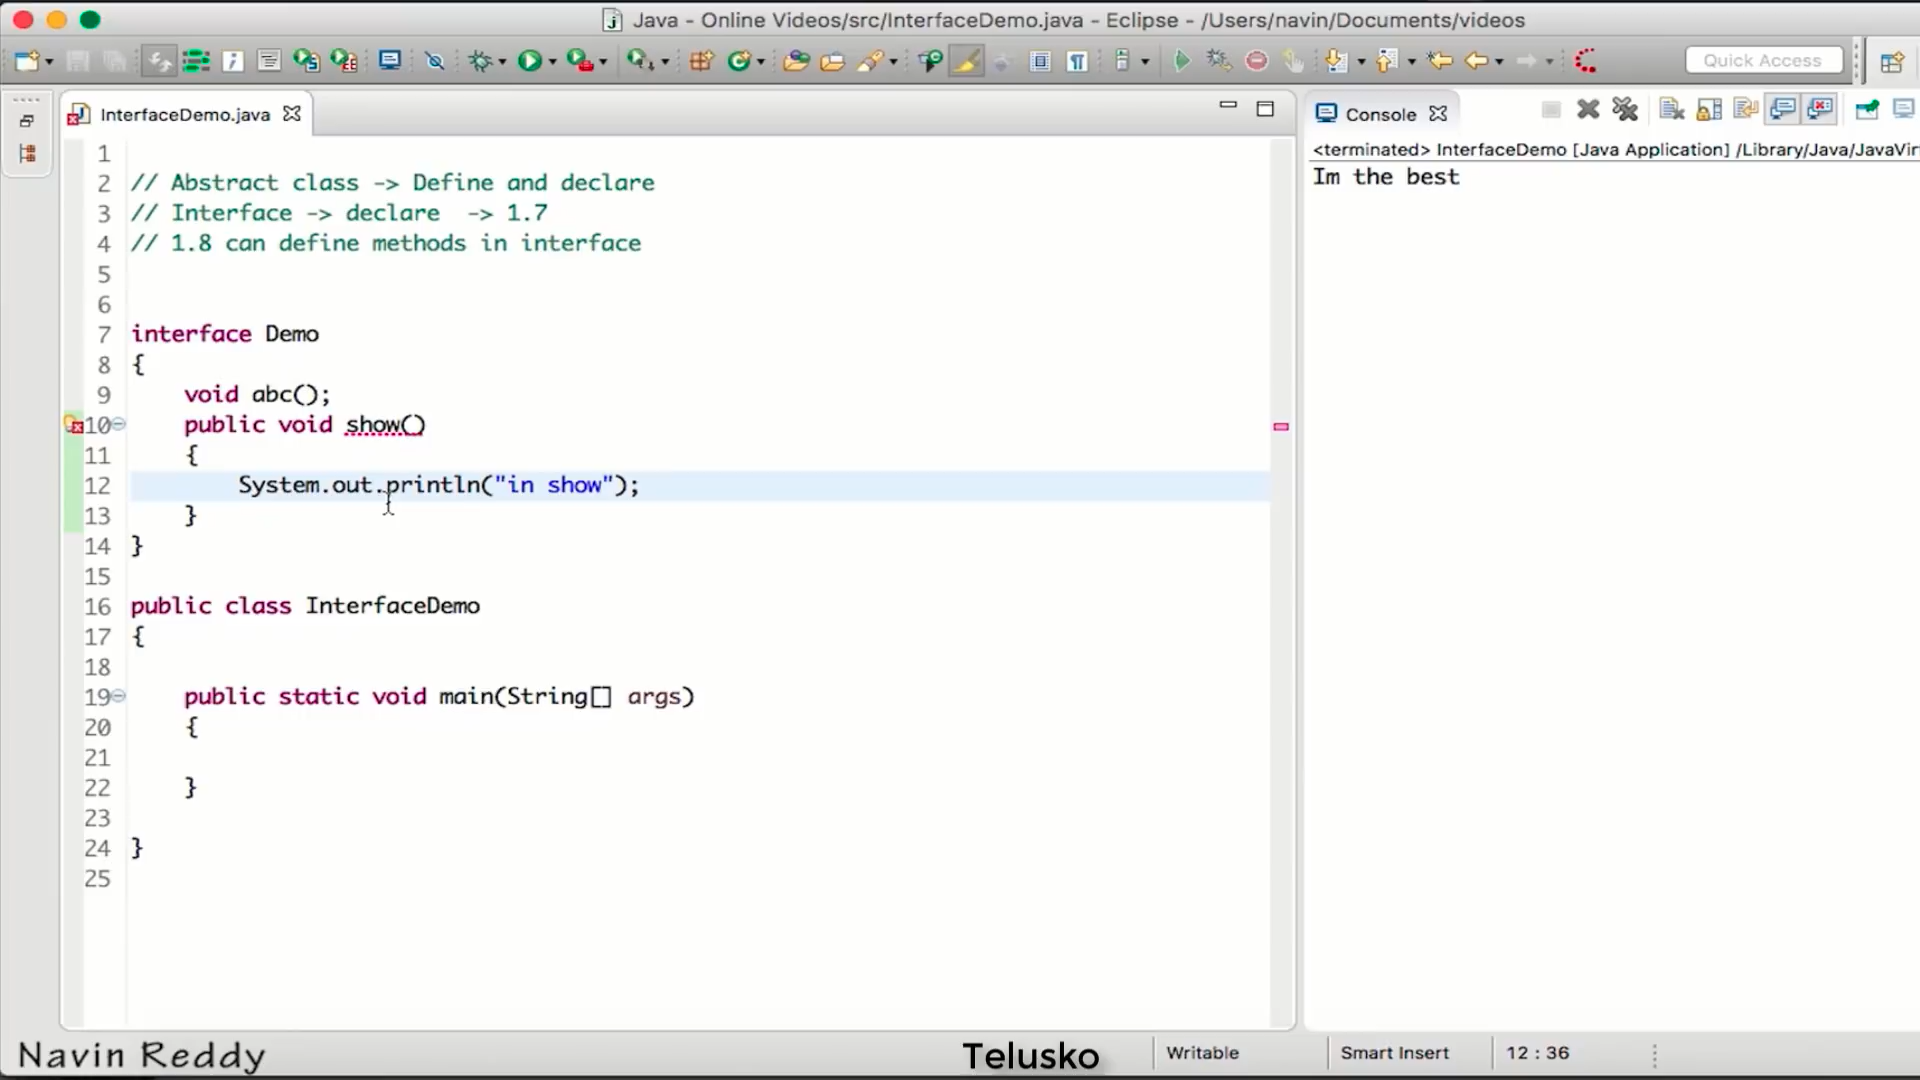 Java - Online Videos/src/InterfaceDemo.java - Eclipse - /Users/navin/Documents/videos
Quick Access
InterfaceDemo.java
Console
<terminated> InterfaceDemo [Java Application] /Library/Java/JavaVir
Im the best
1
2 // Abstract class -> Define and declare
3 // Interface -> declare  -> 1.7
4 // 1.8 can define methods in interface
5
6
7 interface Demo
8 {
9     void abc();
10     public void show()
11     {
12         System.out.println("in show");
13     }
14 }
15
16 public class InterfaceDemo
17 {
18
19     public static void main(String[] args)
20     {
21
22     }
23
24 }
25
Navin Reddy
Telusko
Writable
Smart Insert
12 : 36